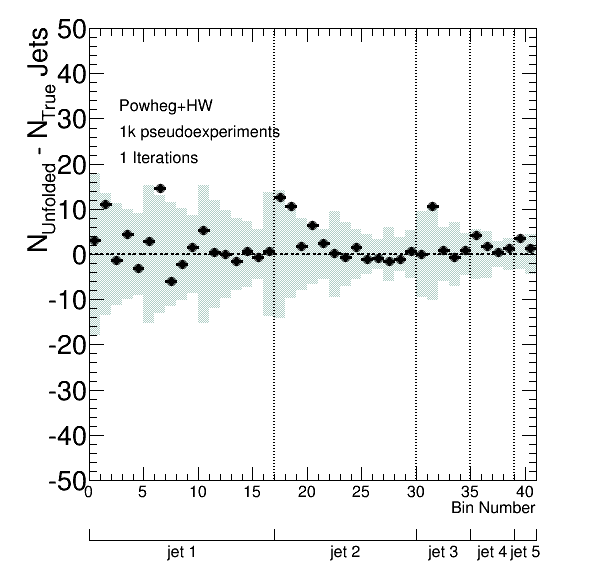 N_Unfolded - N_True Jets
50
40
30
20
10
0
-10
-20
-30
-40
-50
Powheg+HW
1k pseudoexperiments
1 Iterations
0 5 10 15 20 25 30 35 40
Bin Number
jet 1 jet 2 jet 3 jet 4 jet 5